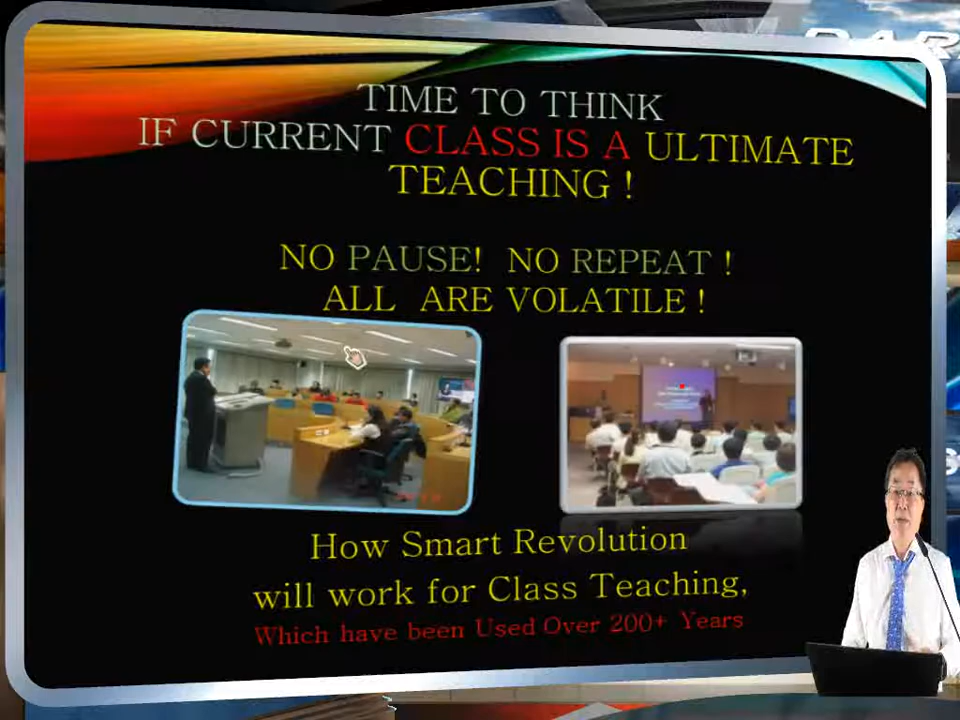 TIME TO THINK
IF CURRENT CLASS IS A ULTIMATE
TEACHING !
NO PAUSE! NO REPEAT !
ALL ARE VOLATILE !
How Smart Revolution
will work for Class Teaching,
Which have been Used Over 200+ Years